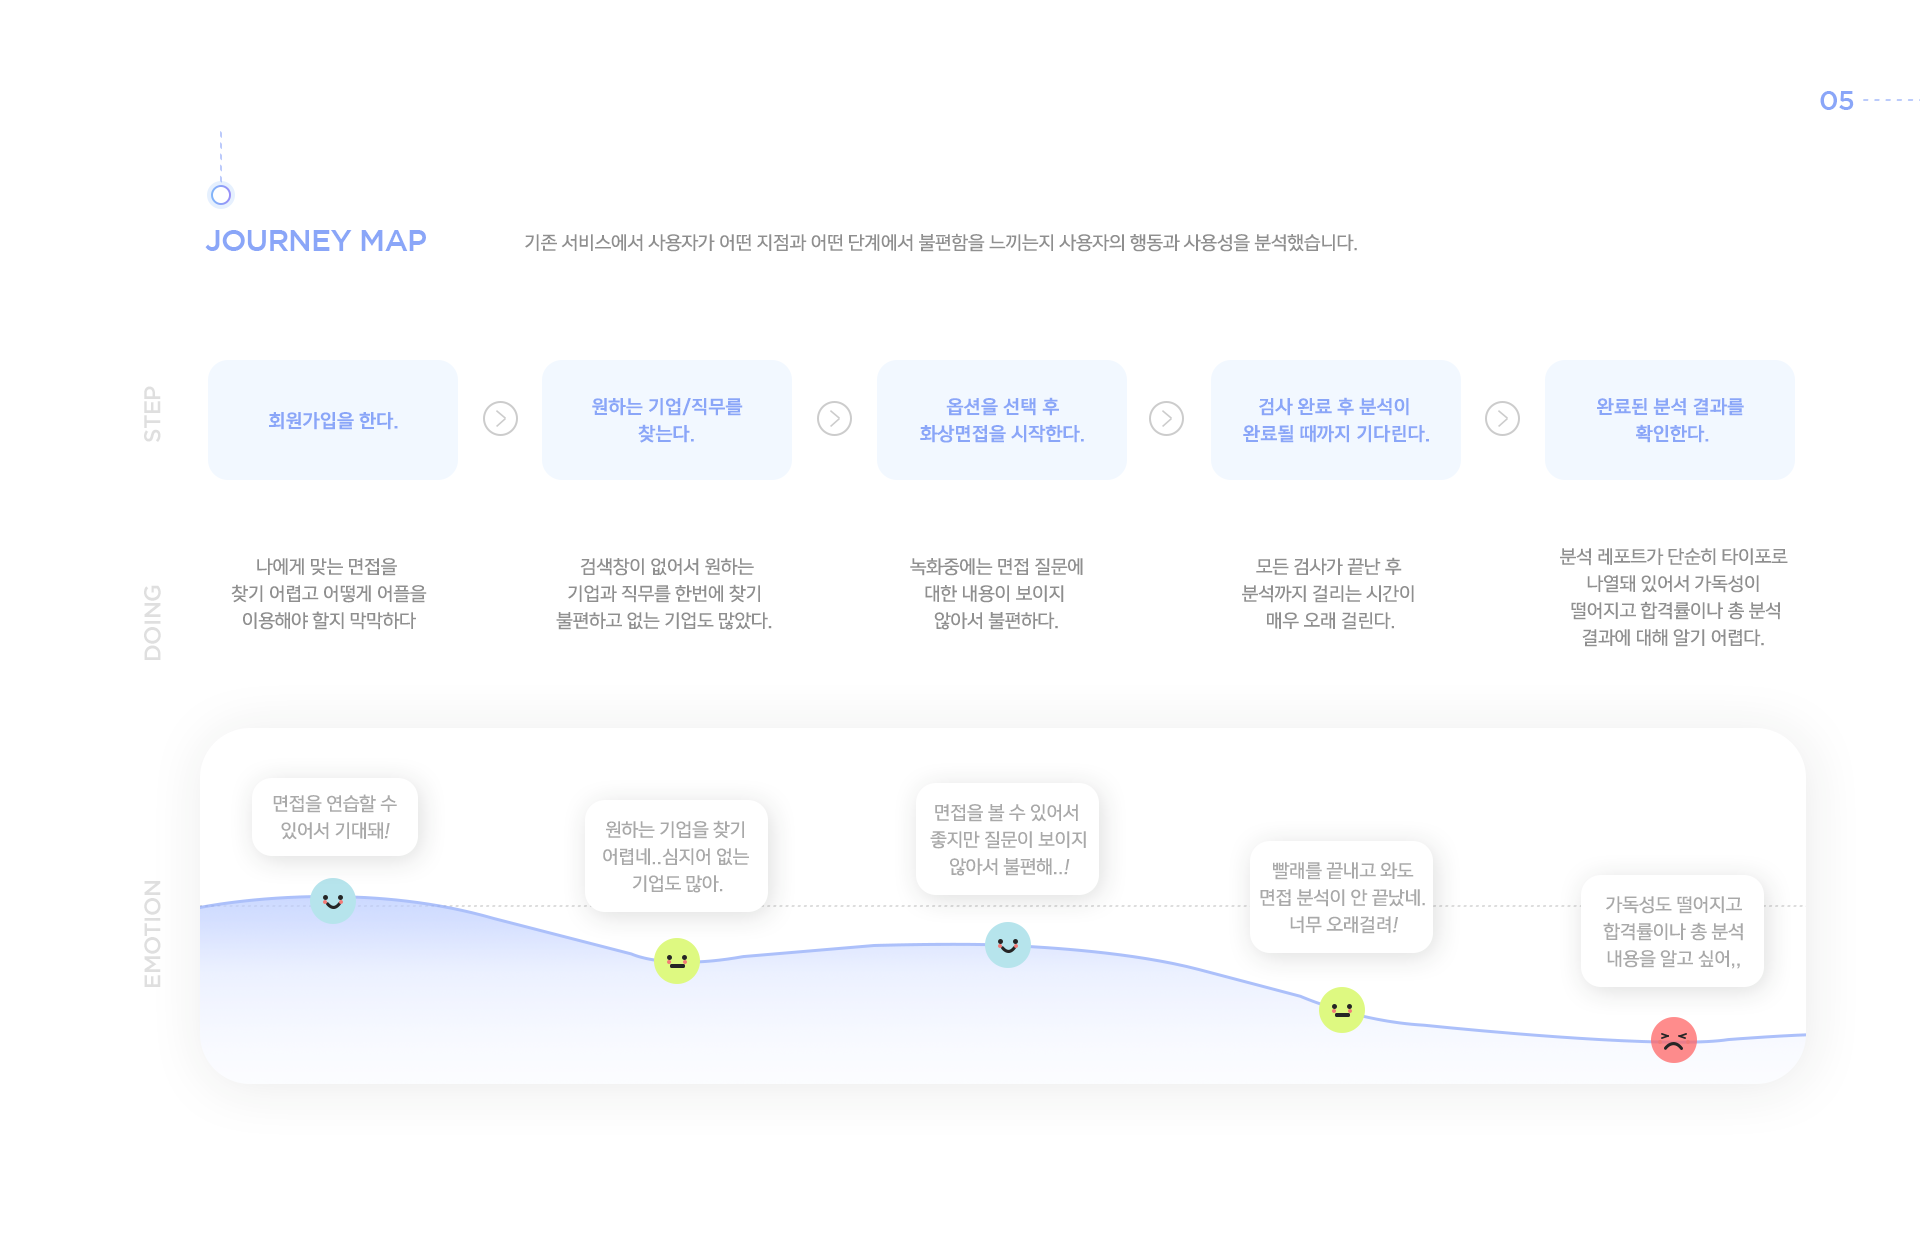 05
JOURNEY MAP
기존 서비스에서 사용자가 어떤 지점과 어떤 단계에서 불편함을 느끼는지 사용자의 행동과 사용성을 분석했습니다.
STEP
회원가입을 한다.
원하는 기업/직무를
찾는다.
옵션을 선택 후
화상면접을 시작한다.
검사 완료 후 분석이
완료될 때까지 기다린다.
완료된 분석 결과를
확인한다.
DOING
나에게 맞는 면접을
찾기 어렵고 어떻게 어플을
이용해야 할지 막막하다
검색창이 없어서 원하는
기업과 직무를 한번에 찾기
불편하고 없는 기업도 많았다.
녹화중에는 면접 질문에
대한 내용이 보이지
않아서 불편하다.
모든 검사가 끝난 후
분석까지 걸리는 시간이
매우 오래 걸린다.
분석 레포트가 단순히 타이포로
나열돼 있어서 가독성이
떨어지고 합격률이나 총 분석
결과에 대해 알기 어렵다.
EMOTION
면접을 연습할 수
있어서 기대돼!
원하는 기업을 찾기
어렵네..심지어 없는
기업도 많아.
면접을 볼 수 있어서
좋지만 질문이 보이지
않아서 불편해..!
빨래를 끝내고 와도
면접 분석이 안 끝났네.
너무 오래걸려!
가독성도 떨어지고
합격률이나 총 분석
내용을 알고 싶어,,